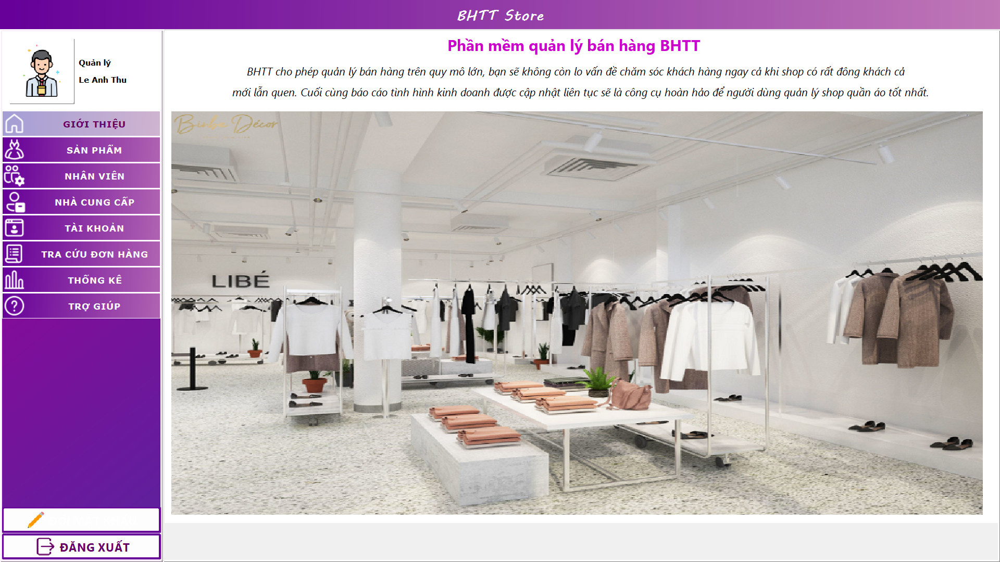 BHTT Store
Quản lý
Le Anh Thu
GIỚI THIỆU
SẢN PHẨM
NHÂN VIÊN
NHÀ CUNG CẤP
TÀI KHOẢN
TRA CỨU ĐƠN HÀNG
THỐNG KÊ
TRỢ GIÚP
ĐĂNG XUẤT
Phần mềm quản lý bán hàng BHTT
BHTT cho phép quản lý bán hàng trên quy mô lớn, bạn sẽ không còn lo vấn đề chăm sóc khách hàng ngay cả khi shop có rất đông khách cả
mới lẫn quen. Cuối cùng báo cáo tình hình kinh doanh được cập nhật liên tục sẽ là công cụ hoàn hảo để người dùng quản lý shop quần áo tốt nhất.
Binbo Décor
LIBÉ